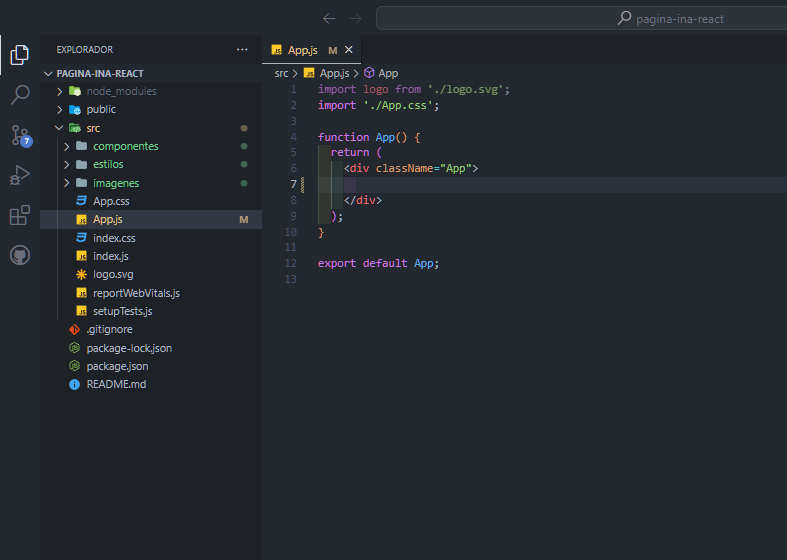 pagina-ina-react
EXPLORADOR ...
App.js M
PAGINA-INA-REACT
src > App.js > App
node_modules
public
src
componentes
estilos
imagenes
App.css
App.js M
index.css
index.js
logo.svg
reportWebVitals.js
setupTests.js
.gitignore
package-lock.json
package.json
README.md
7
1 import logo from './logo.svg';
2 import './App.css';
3
4 function App() {
5 return (
6 <div className="App">
7
8 </div>
9 );
10 }
11
12 export default App;
13